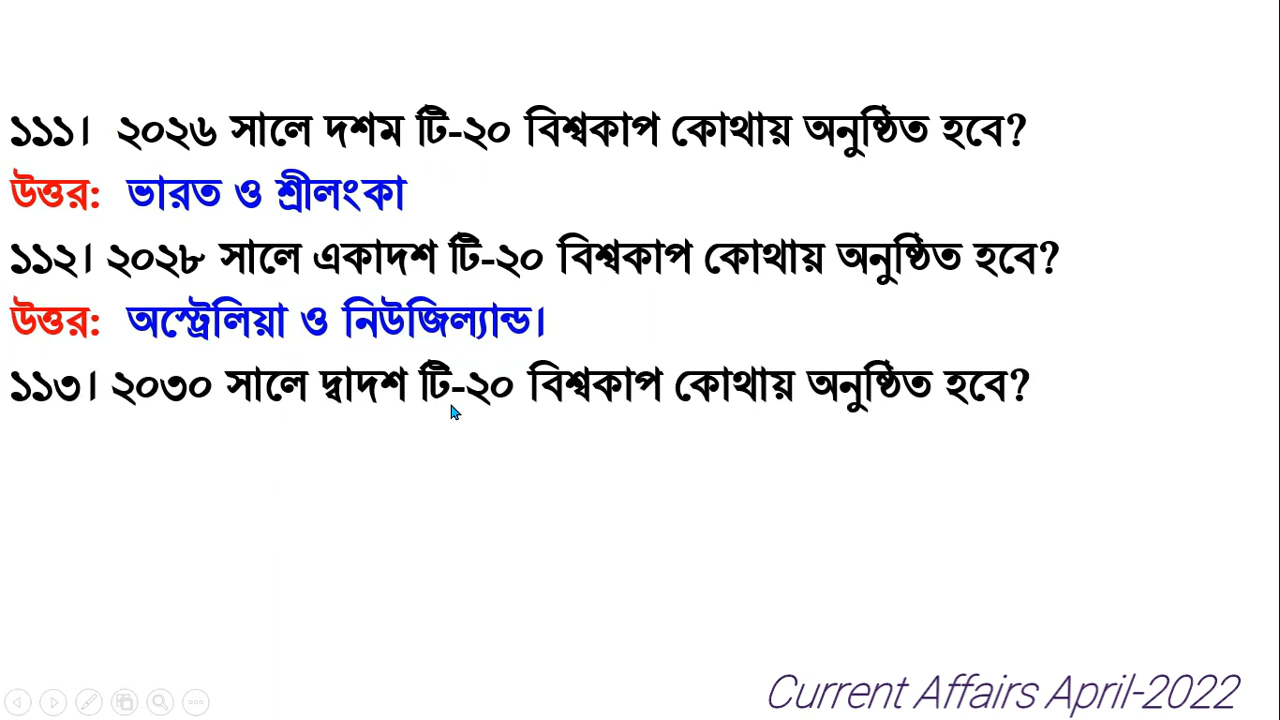 ১১১। ২০২৬ সালে দশম টি-২০ বিশ্বকাপ কোথায় অনুষ্ঠিত হবে?
উত্তর: ভারত ও শ্রীলংকা
১১২। ২০২৮ সালে একাদশ টি-২০ বিশ্বকাপ কোথায় অনুষ্ঠিত হবে?
উত্তর: অস্ট্রেলিয়া ও নিউজিল্যান্ড।
১১৩। ২০৩০ সালে দ্বাদশ টি-২০ বিশ্বকাপ কোথায় অনুষ্ঠিত হবে?
Current Affairs April-2022